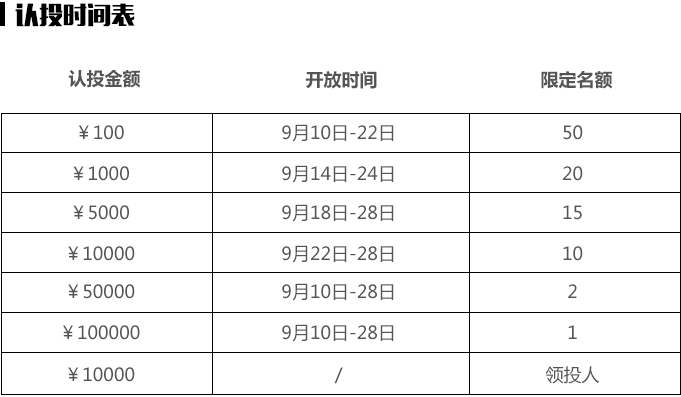 认投时间表
认投金额 开放时间 限定名额
￥100 9月10日-22日 50
￥1000 9月14日-24日 20
￥5000 9月18日-28日 15
￥10000 9月22日-28日 10
￥50000 9月10日-28日 2
￥100000 9月10日-28日 1
￥10000 / 领投人